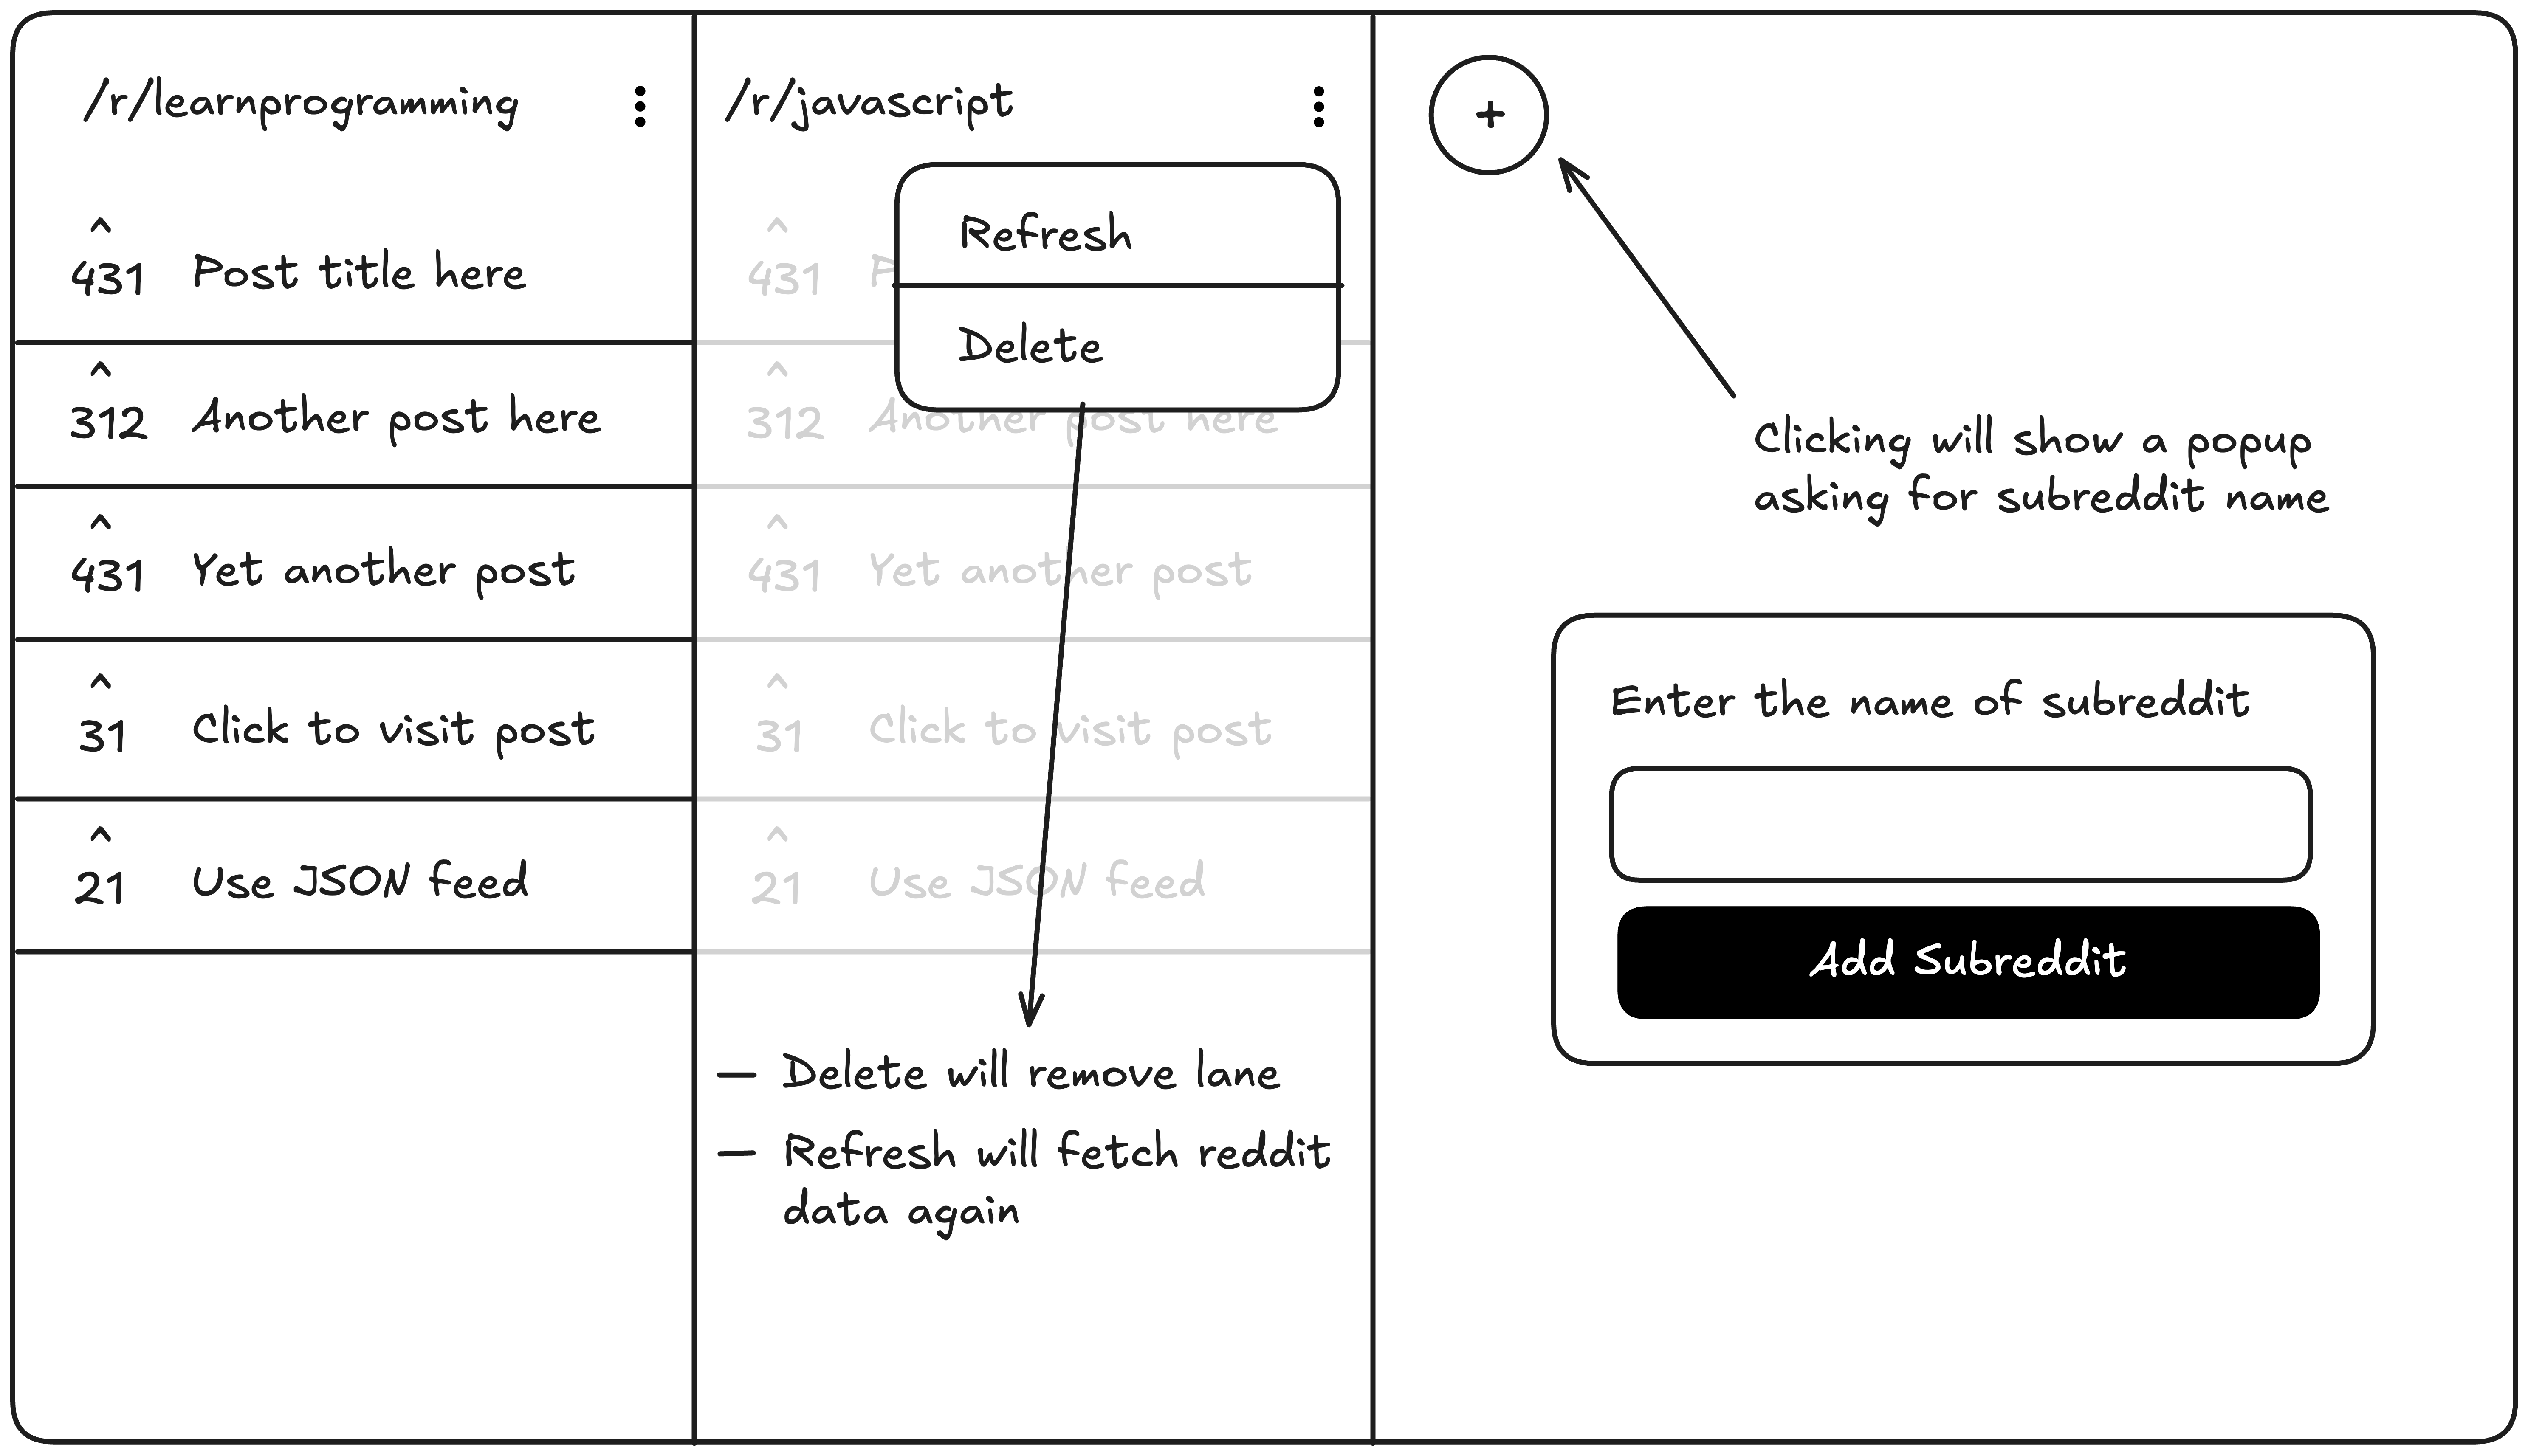 /r/learnprogramming
^
431 Post title here
^
312 Another post here
^
431 Yet another post
^
31 Click to visit post
^
21 Use JSON feed
/r/javascript
Refresh
Delete
^
431 P
^
312 Another post here
^
431 Yet another post
^
31 Click to visit post
^
21 Use JSON feed
— Delete will remove lane
— Refresh will fetch reddit
data again
+
Clicking will show a popup
asking for subreddit name
Enter the name of subreddit
Add Subreddit